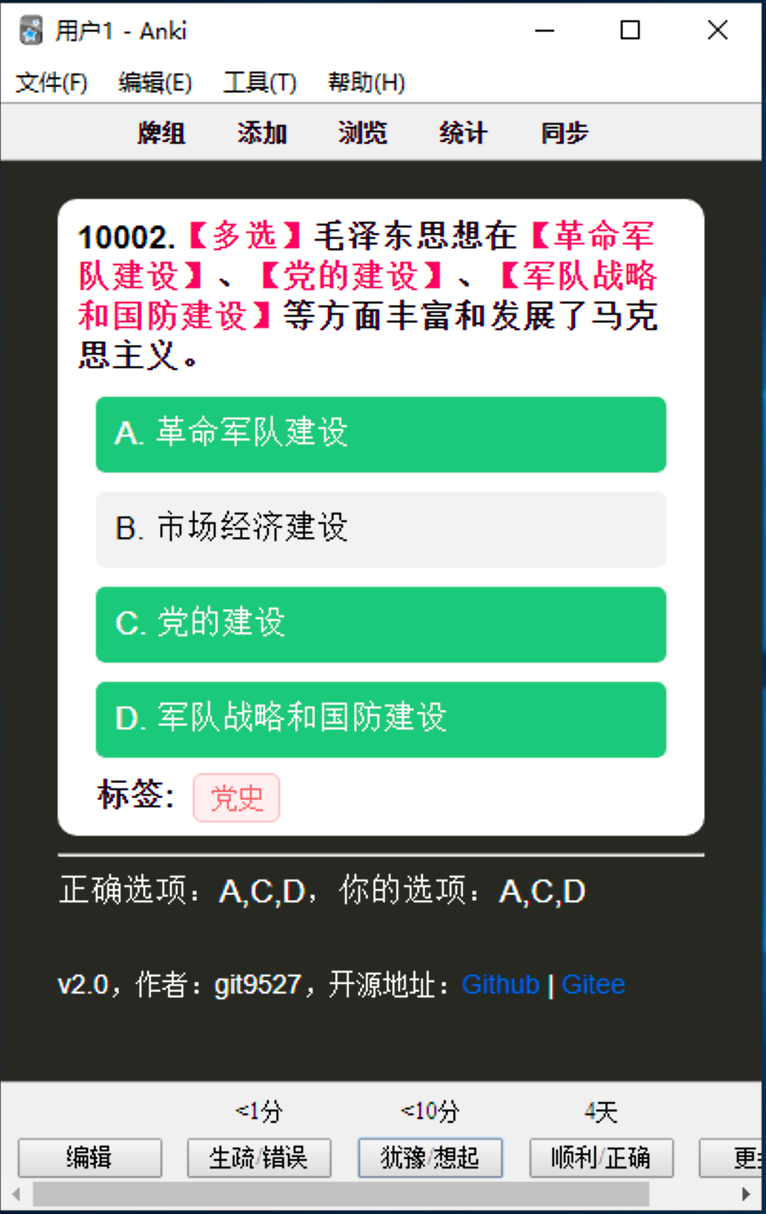 用户1 - Anki
文件(F) 编辑(E) 工具(T) 帮助(H)
牌组 添加 浏览 统计 同步
10002.【多选】毛泽东思想在【革命军
队建设】、【党的建设】、【军队战略
和国防建设】等方面丰富和发展了马克
思主义。
A. 革命军队建设
B. 市场经济建设
C. 党的建设
D. 军队战略和国防建设
标签: 党史
正确选项：A,C,D，你的选项：A,C,D
v2.0，作者：git9527，开源地址：Github | Gitee
<1分 <10分 4天
编辑 生疏/错误 犹豫/想起 顺利/正确 更